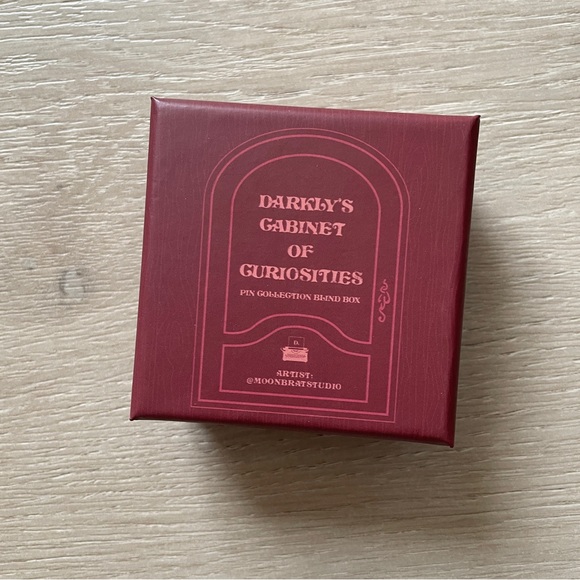 DARKLY'S
CABINET
OF
CURIOSITIES
PIN COLLECTION BLIND BOX
D.
ARTIST:
@MOONBRATSTUDIO